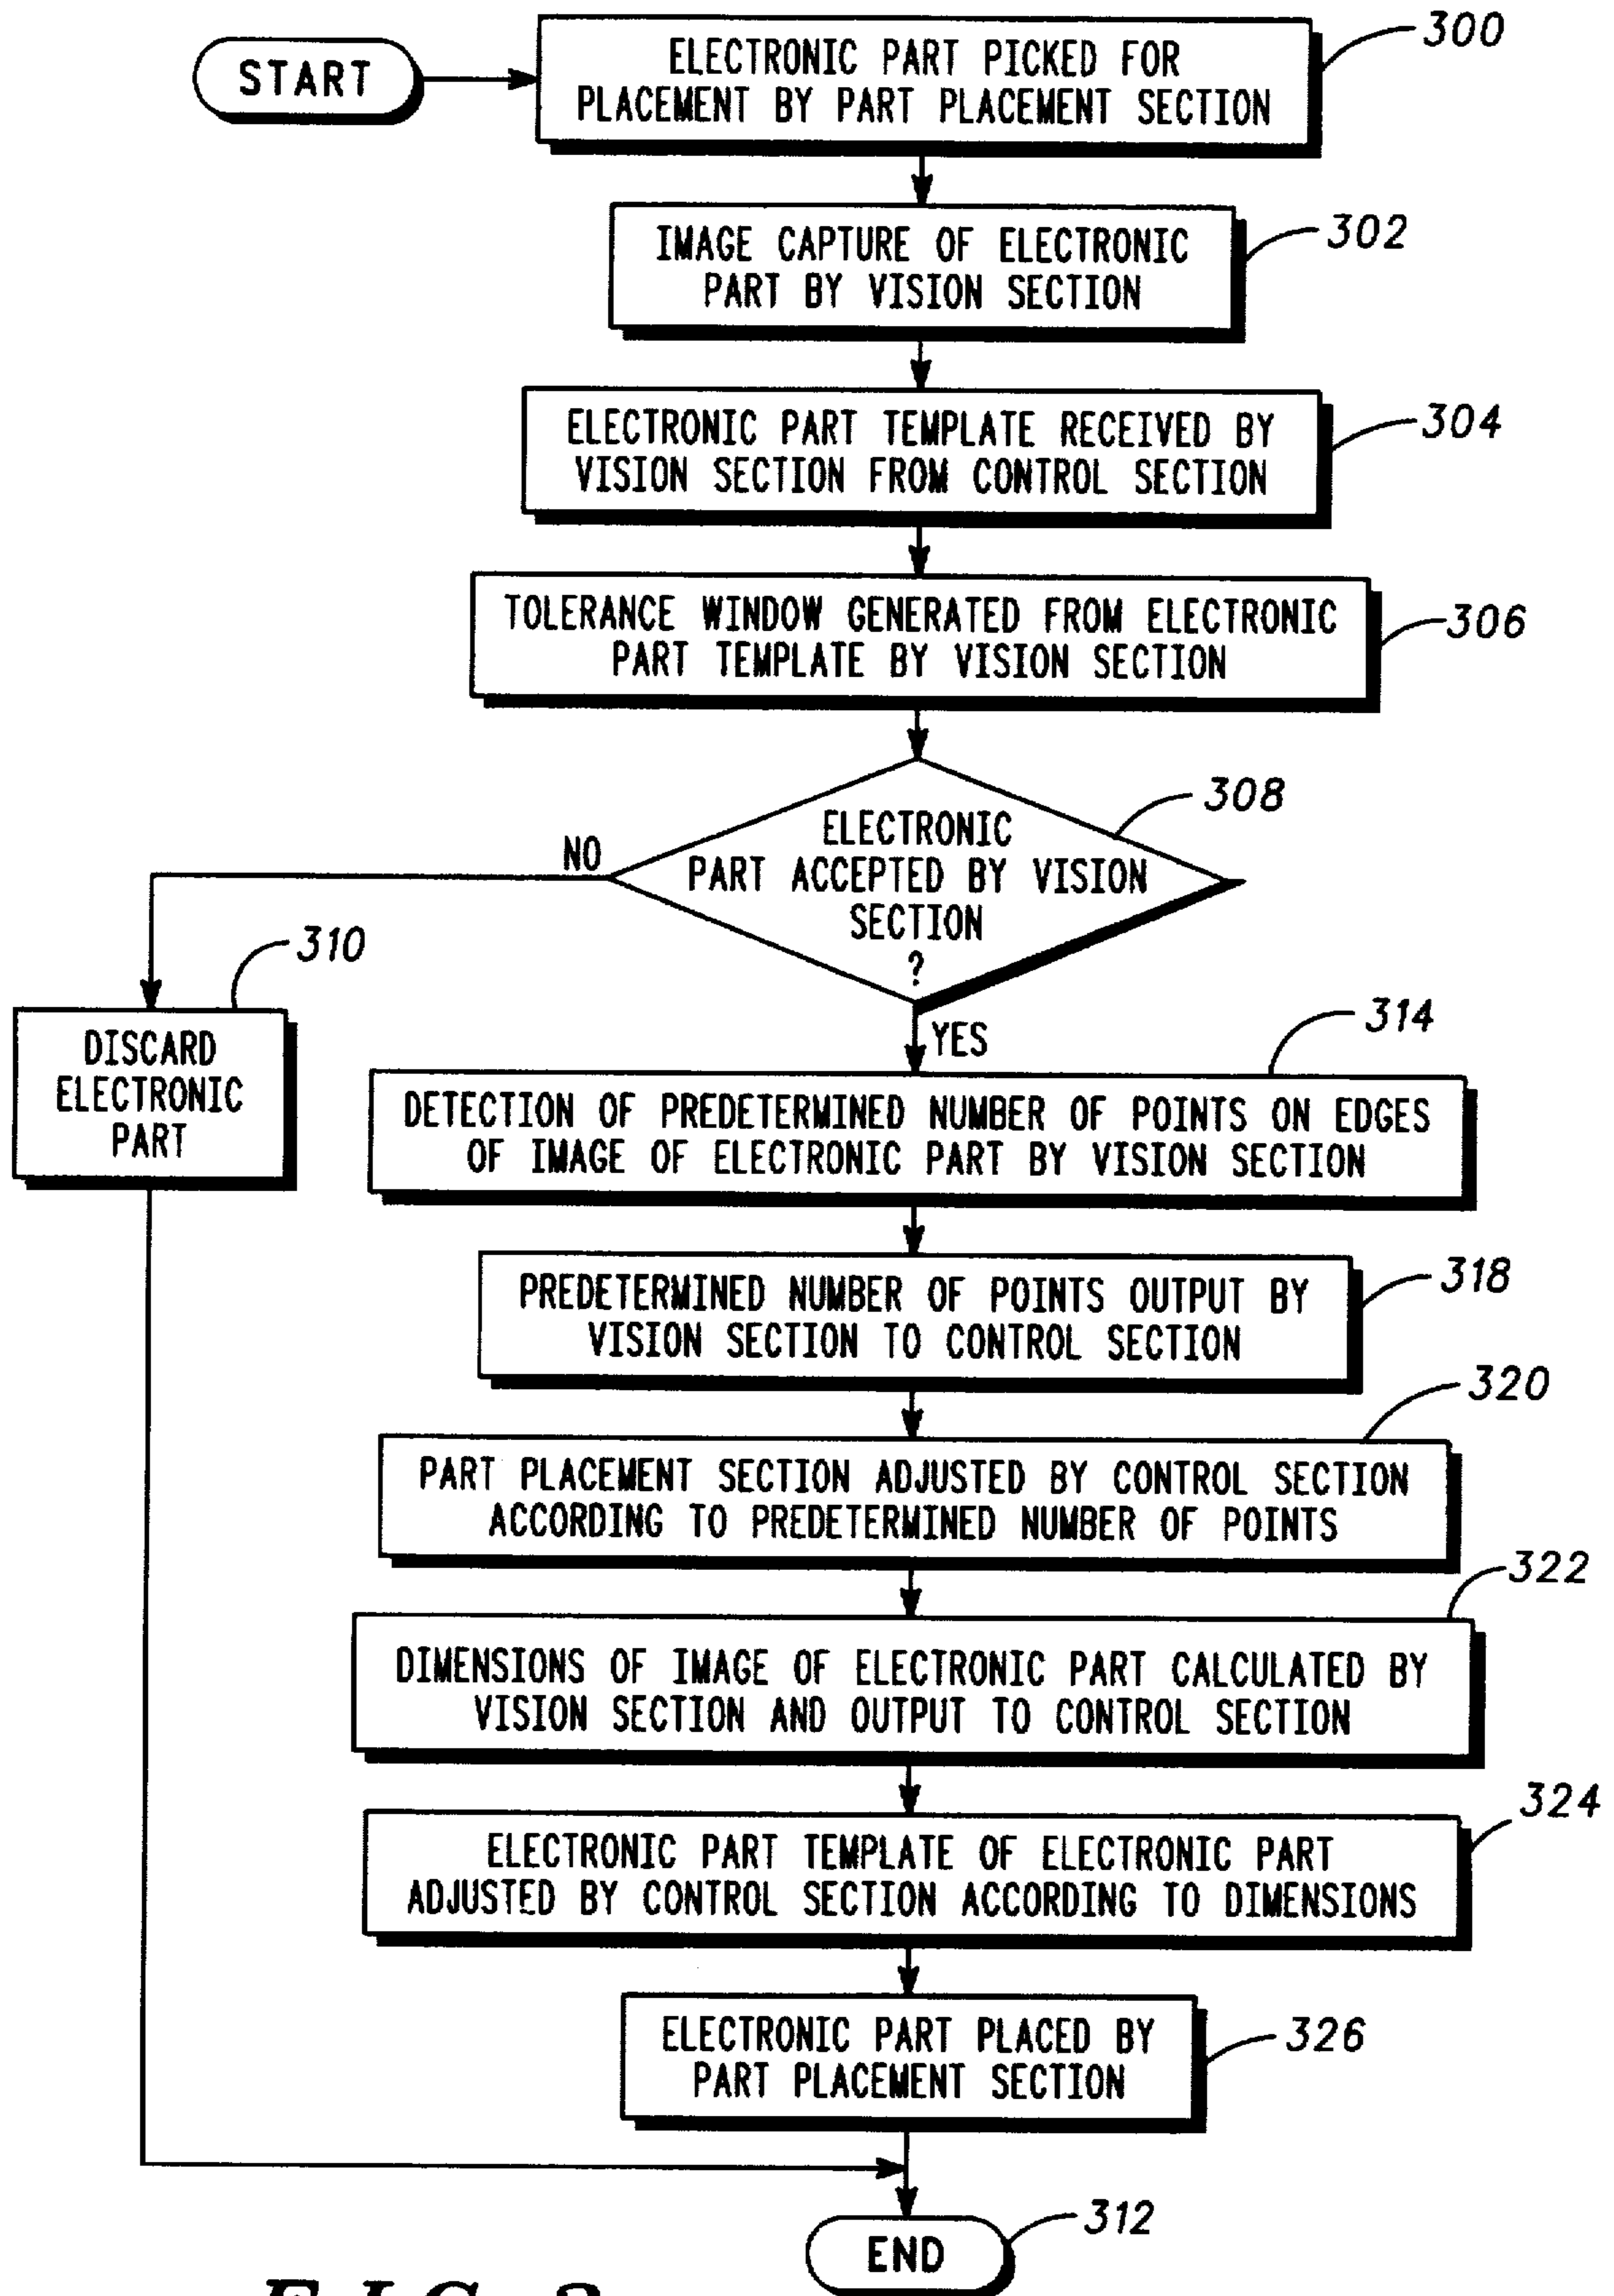 START
ELECTRONIC PART PICKED FOR
PLACEMENT BY PART PLACEMENT SECTION
300
IMAGE CAPTURE OF ELECTRONIC
PART BY VISION SECTION
302
ELECTRONIC PART TEMPLATE RECEIVED BY
VISION SECTION FROM CONTROL SECTION
304
TOLERANCE WINDOW GENERATED FROM ELECTRONIC
PART TEMPLATE BY VISION SECTION
306
ELECTRONIC
PART ACCEPTED BY VISION
SECTION
?
308
NO
310
DISCARD
ELECTRONIC
PART
YES
314
DETECTION OF PREDETERMINED NUMBER OF POINTS ON EDGES
OF IMAGE OF ELECTRONIC PART BY VISION SECTION
PREDETERMINED NUMBER OF POINTS OUTPUT BY
VISION SECTION TO CONTROL SECTION
318
320
PART PLACEMENT SECTION ADJUSTED BY CONTROL SECTION
ACCORDING TO PREDETERMINED NUMBER OF POINTS
322
DIMENSIONS OF IMAGE OF ELECTRONIC PART CALCULATED BY
VISION SECTION AND OUTPUT TO CONTROL SECTION
324
ELECTRONIC PART TEMPLATE OF ELECTRONIC PART
ADJUSTED BY CONTROL SECTION ACCORDING TO DIMENSIONS
ELECTRONIC PART PLACED BY
PART PLACEMENT SECTION
326
END
312